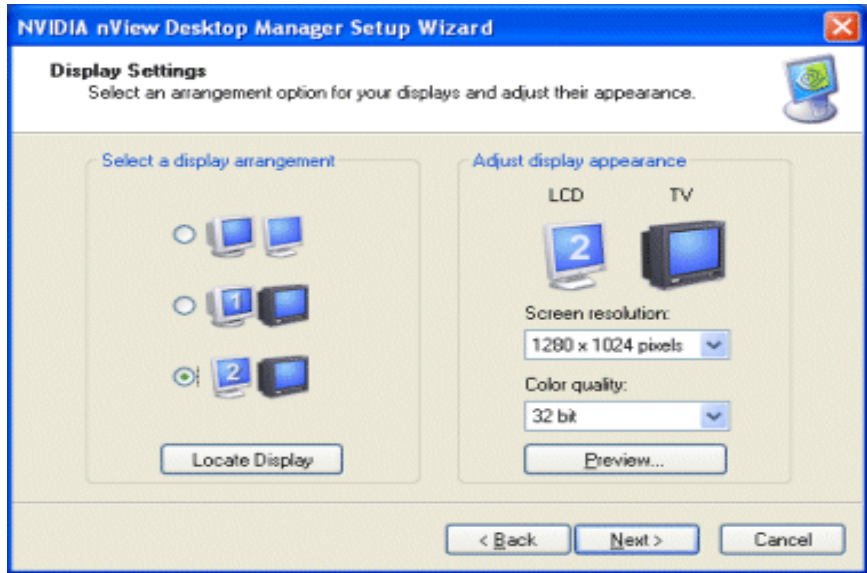 NVIDIA nView Desktop Manager Setup Wizard
Display Settings
Select an arrangement option for your displays and adjust their appearance.
Select a display arrangement
1
2
Locate Display
Adjust display appearance
LCD TV
2
Screen resolution:
1280 x 1024 pixels
Color quality:
32 bit
Preview...
< Back Next > Cancel